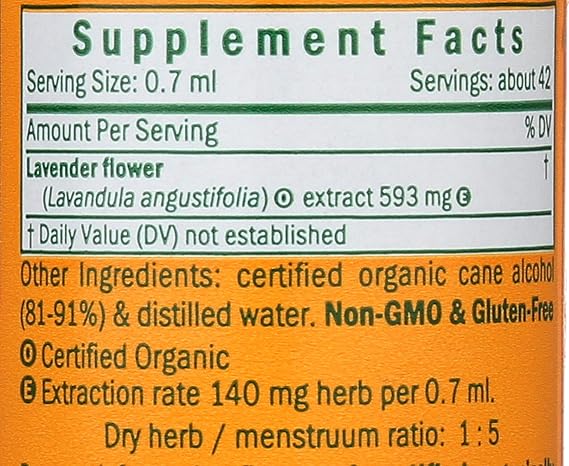 Supplement Facts
Serving Size: 0.7 ml Servings: about 42
Amount Per Serving % DV
Lavender flower †
(Lavandula angustifolia) Ⓞ extract 593 mg Ⓔ
† Daily Value (DV) not established
Other Ingredients: certified organic cane alcohol
(81-91%) & distilled water. Non-GMO & Gluten-Free
Ⓞ Certified Organic
Ⓔ Extraction rate 140 mg herb per 0.7 ml.
Dry herb / menstruum ratio: 1 : 5